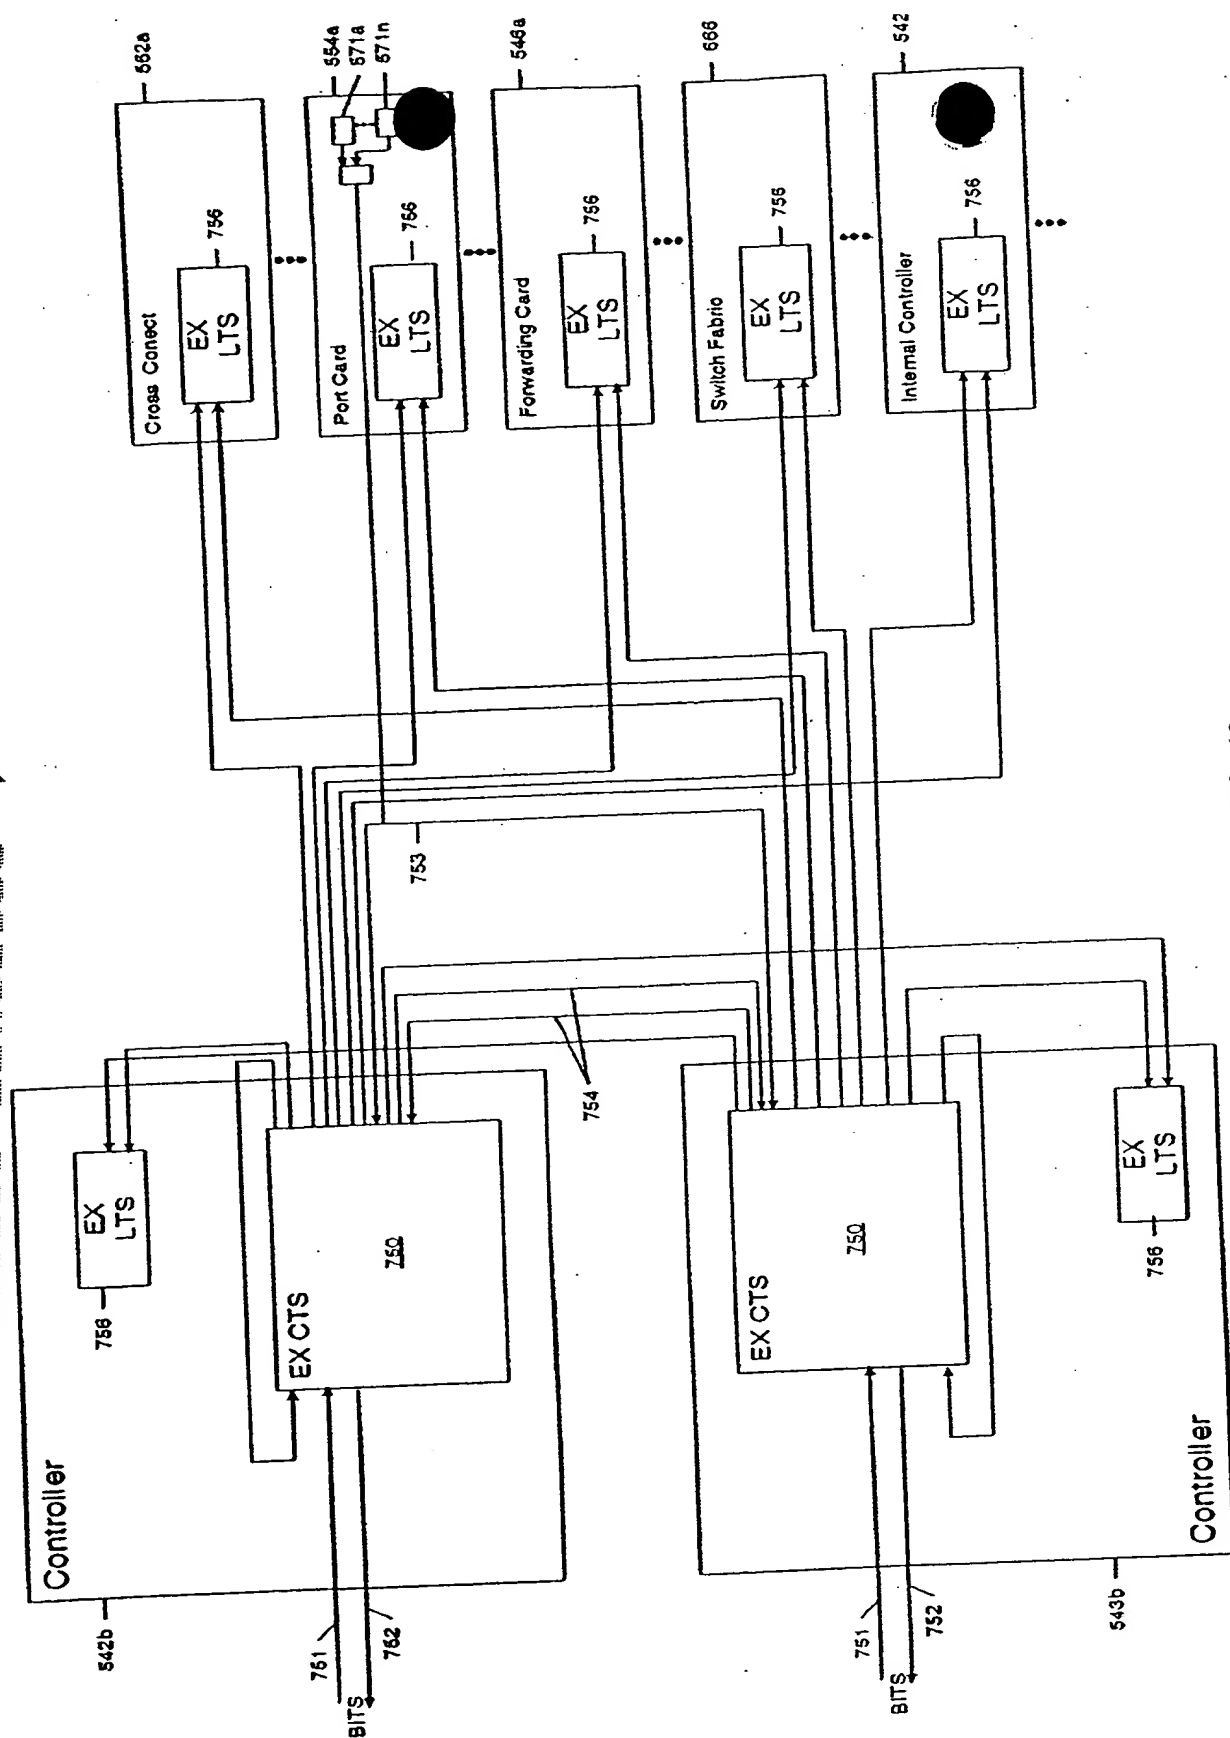 Controller
542b
756
EX
LTS
EX CTS
750
751
752
BITS
754
753
Controller
543b
756
EX
LTS
EX CTS
750
751
752
BITS
Cross Conect
562a
EX
LTS
756
Port Card
554a
571a
571n
EX
LTS
756
Forwarding Card
546a
EX
LTS
756
Switch Fabric
666
EX
LTS
756
Internal Controller
542
EX
LTS
756